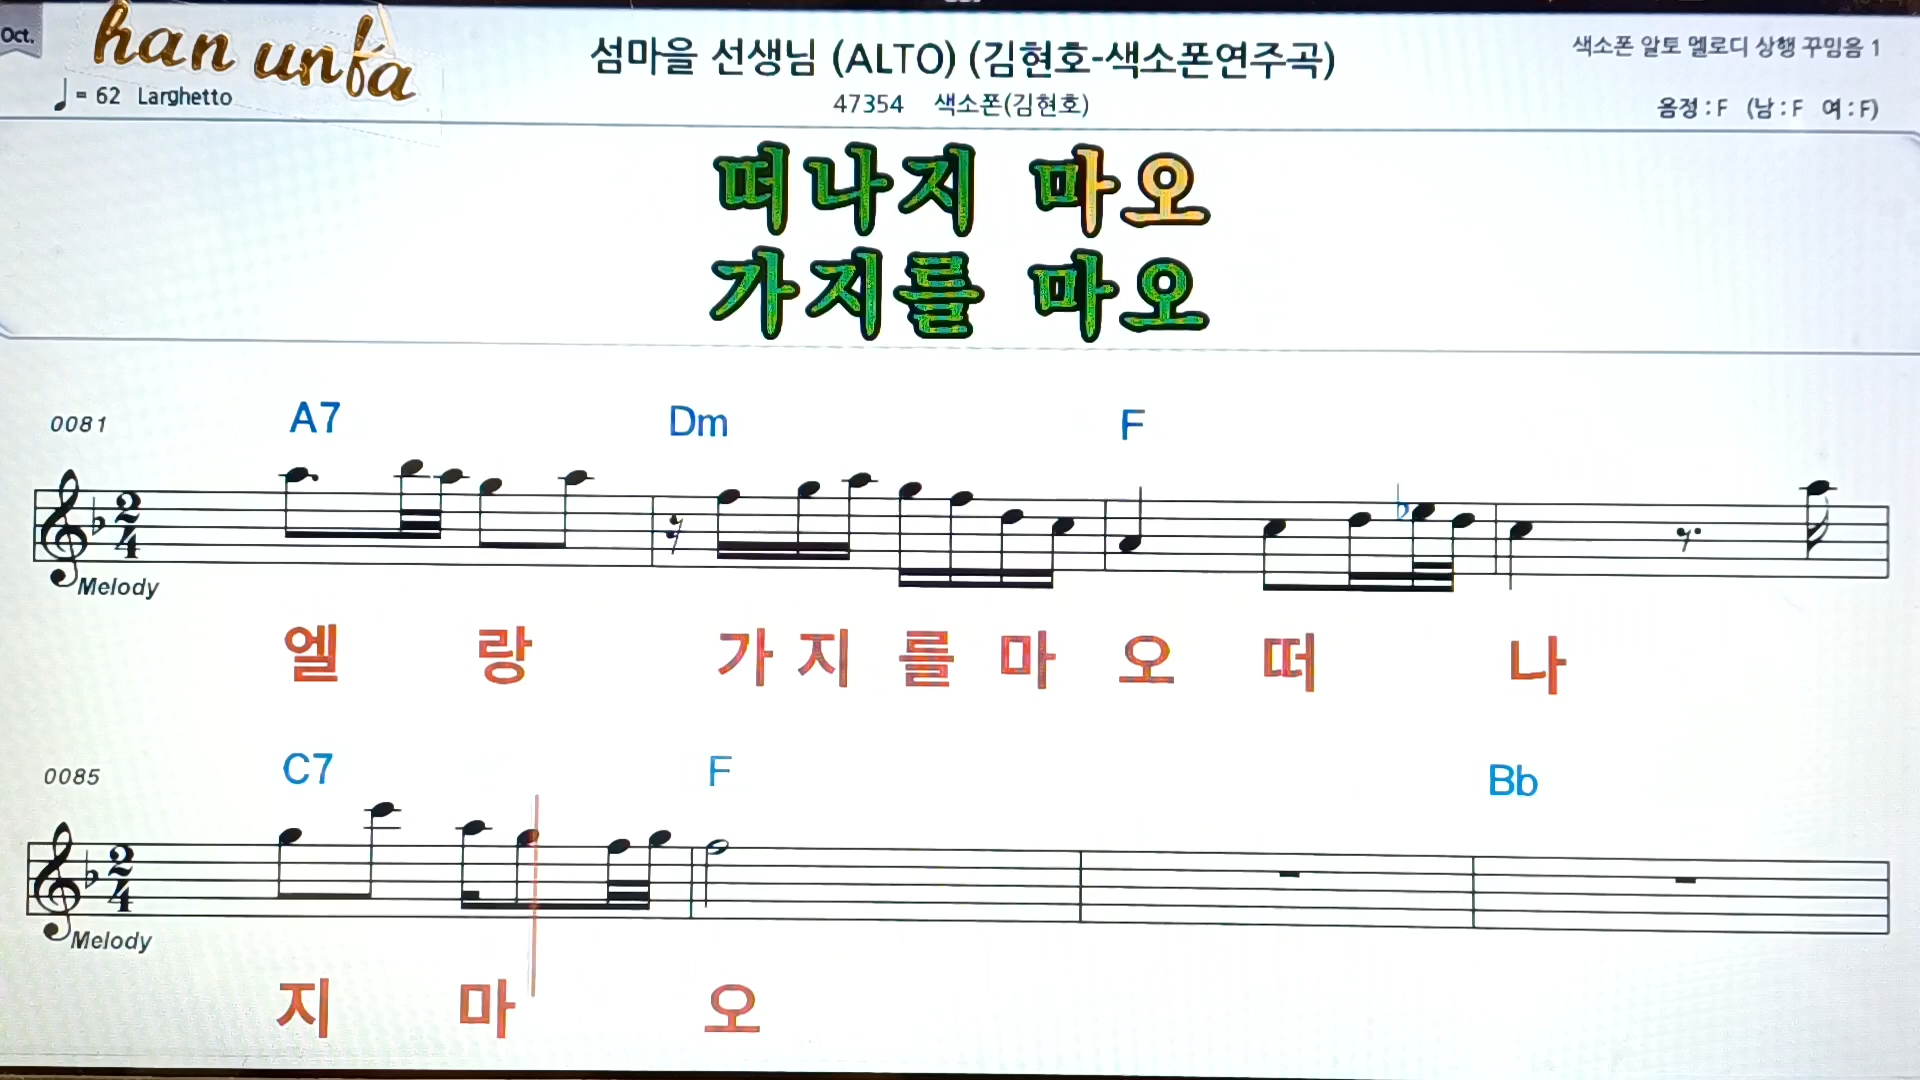 Oct.
han unfa
섬마을 선생님 (ALTO) (김현호-색소폰연주곡)
색소폰 알토 멜로디 상행 꾸밈음 1
= 62 Larghetto
47354 색소폰(김현호)
음정 : F (남 : F 여 : F)
떠나지 마오
가지를 마오
0081 A7 Dm F
2
4
Melody
엘 랑 가 지 를 마 오 떠 나
0085 C7 F Bb
2
4
Melody
지 마 오